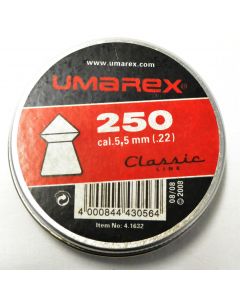 www.umarex.com
UMAREX®
250
cal.5,5 mm (.22)
Classic
LINE
4 000844 430564
Item No: 4.1632
08/08 © 2008